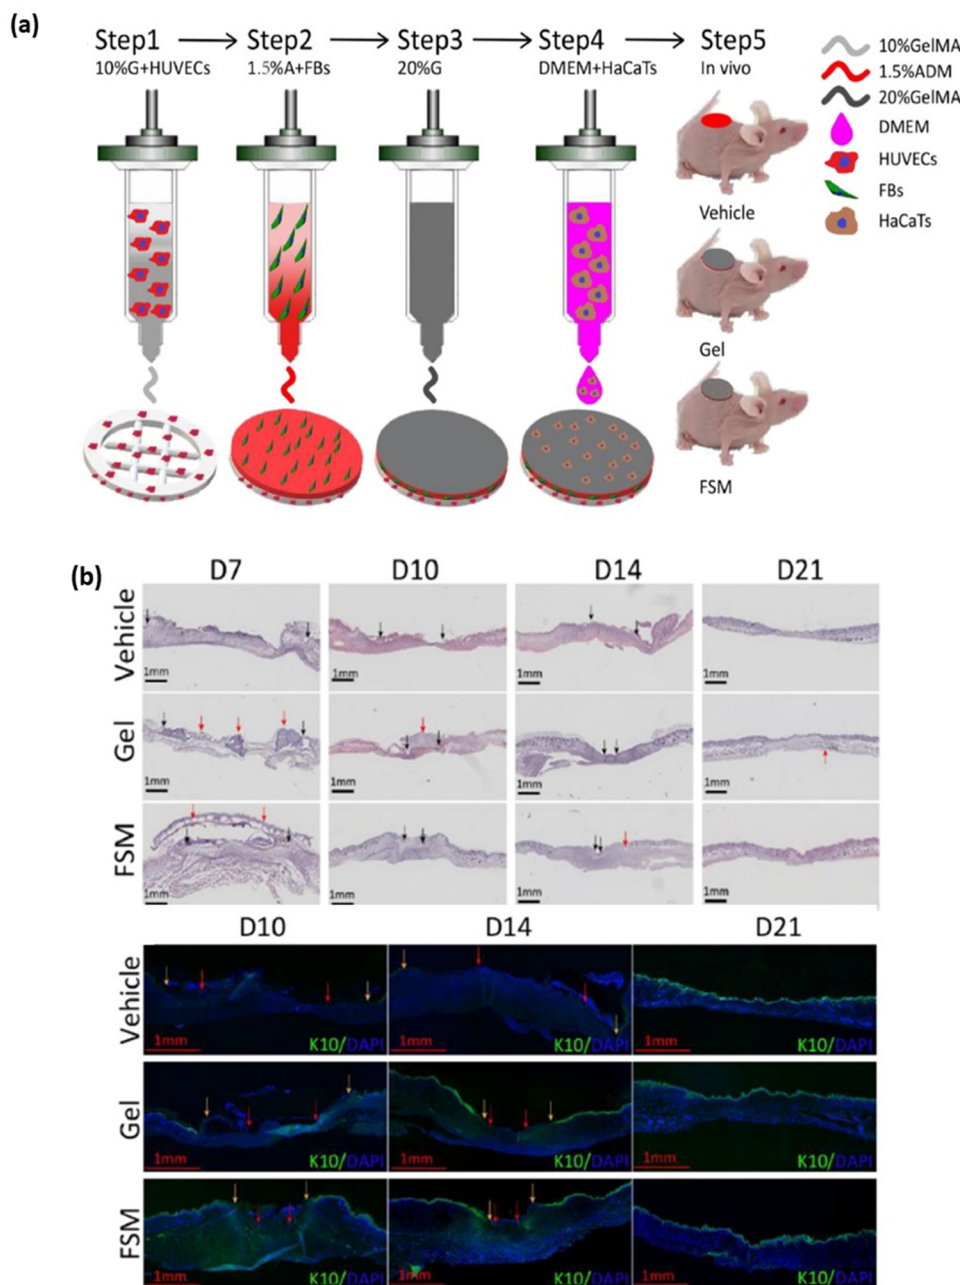 (a)
Step1 Step2 Step3 Step4 Step5
10%G+HUVECs 1.5%A+FBs 20%G DMEM+HaCaTs In vivo
10%GelMA
1.5%ADM
20%GelMA
DMEM
HUVECs
FBs
HaCaTs
Vehicle
Gel
FSM
(b)
D7 D10 D14 D21
Vehicle
1mm 1mm 1mm 1mm
Gel
1mm 1mm 1mm 1mm
FSM
1mm 1mm 1mm 1mm
D10 D14 D21
Vehicle
1mm K10/DAPI 1mm K10/DAPI 1mm K10/DAPI
Gel
1mm K10/DAPI 1mm K10/DAPI 1mm K10/DAPI
FSM
1mm K10/DAPI 1mm K10/DAPI 1mm K10/DAPI